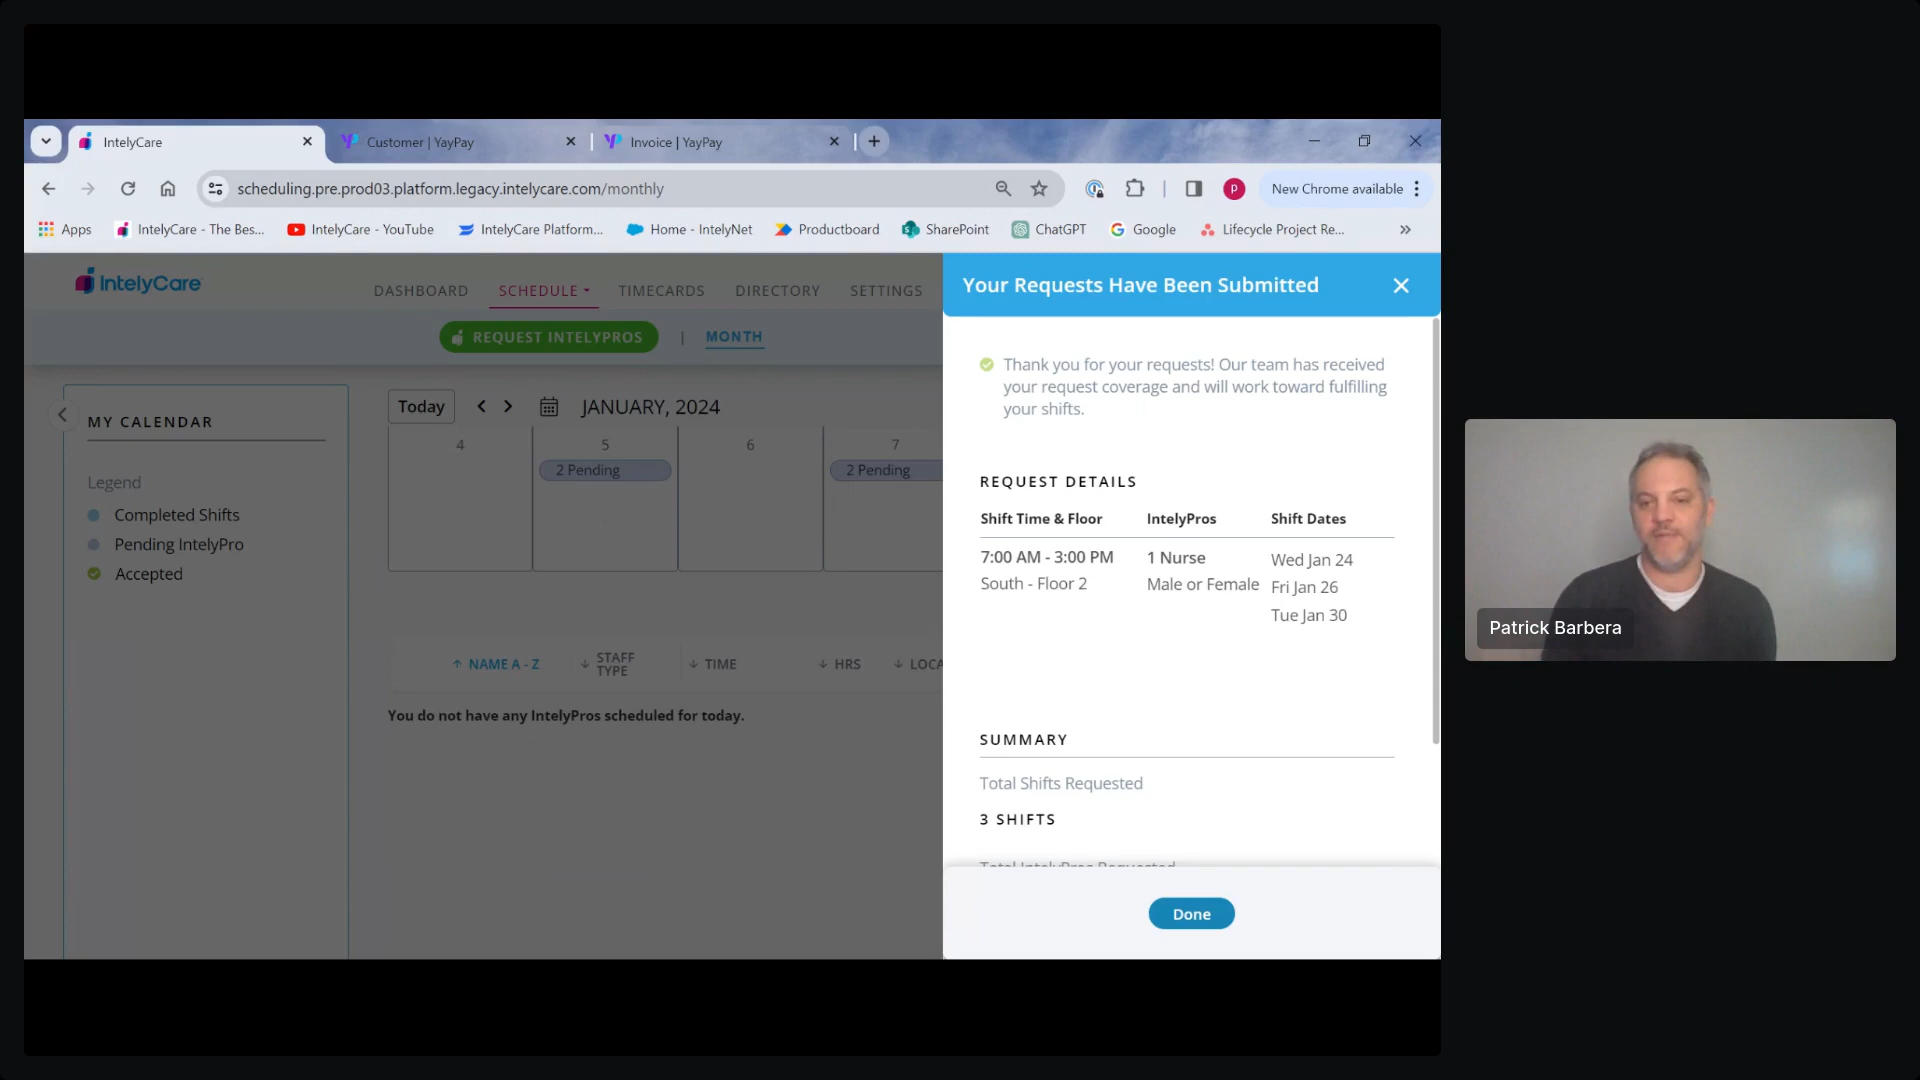 IntelyCare
Customer | YayPay
Invoice | YayPay
scheduling.pre.prod03.platform.legacy.intelycare.com/monthly
P
New Chrome available
Apps
IntelyCare - The Bes...
IntelyCare - YouTube
IntelyCare Platform...
Home - IntelyNet
Productboard
SharePoint
ChatGPT
Google
Lifecycle Project Re...
IntelyCare
DASHBOARD
SCHEDULE
TIMECARDS
DIRECTORY
SETTINGS
REQUEST INTELYPROS
|
MONTH
MY CALENDAR
Legend
Completed Shifts
Pending IntelyPro
Accepted
Today
JANUARY, 2024
4
5
6
7
2 Pending
2 Pending
NAME A - Z
STAFF
TYPE
TIME
HRS
LOCA
You do not have any IntelyPros scheduled for today.
Your Requests Have Been Submitted
Thank you for your requests! Our team has received
your request coverage and will work toward fulfilling
your shifts.
REQUEST DETAILS
Shift Time & Floor
IntelyPros
Shift Dates
7:00 AM - 3:00 PM
South - Floor 2
1 Nurse
Male or Female
Wed Jan 24
Fri Jan 26
Tue Jan 30
SUMMARY
Total Shifts Requested
3 SHIFTS
Total IntelyPros Requested
Done
Patrick Barbera